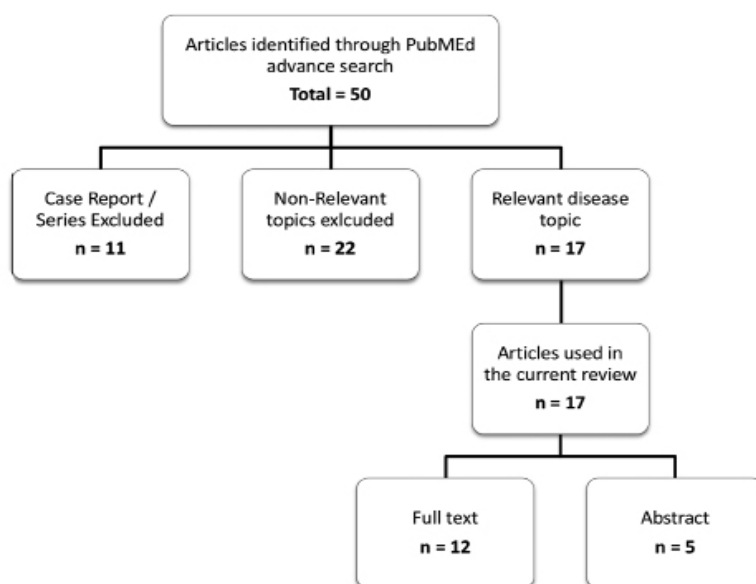 Articles identified through PubMEd
advance search
Total = 50
Case Report /
Series Excluded
n = 11
Non-Relevant
topics exlcuded
n = 22
Relevant disease
topic
n = 17
Articles used in
the current review
n = 17
Full text
n = 12
Abstract
n = 5